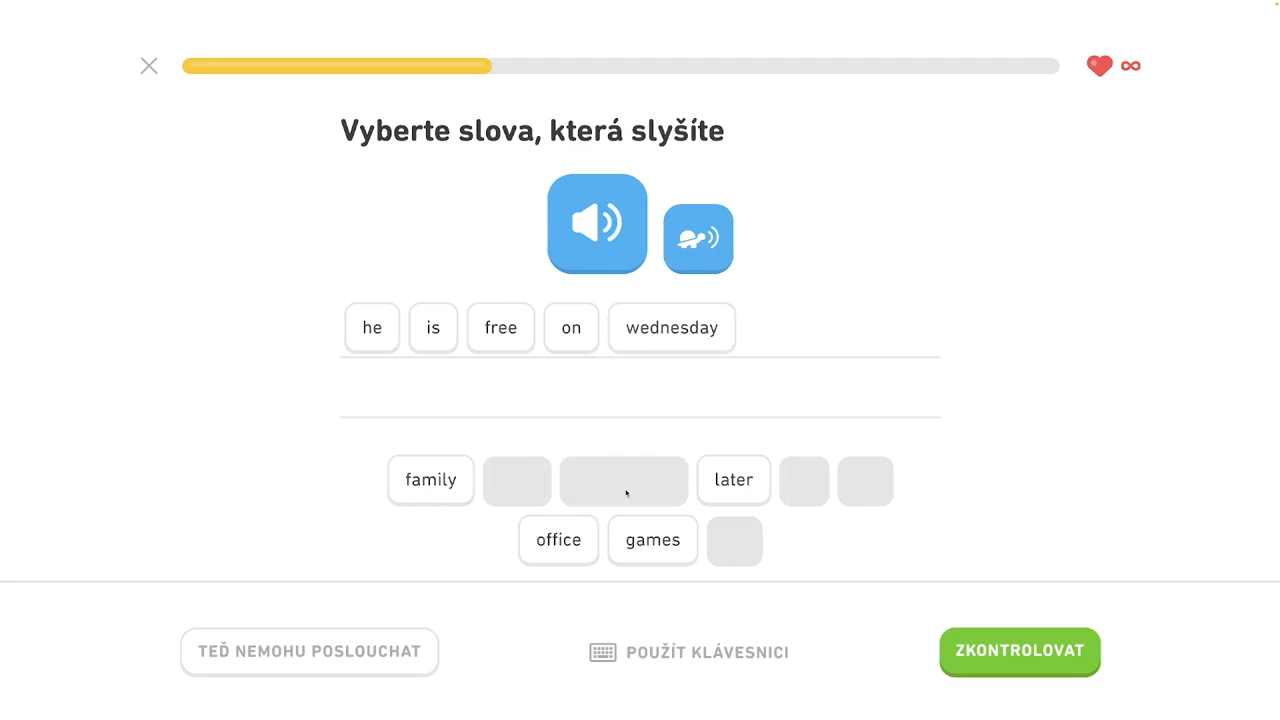 Vyberte slova, která slyšíte
he is free on wednesday
family later
office games
TEĎ NEMOHU POSLOUCHAT POUŽÍT KLÁVESNICI ZKONTROLOVAT